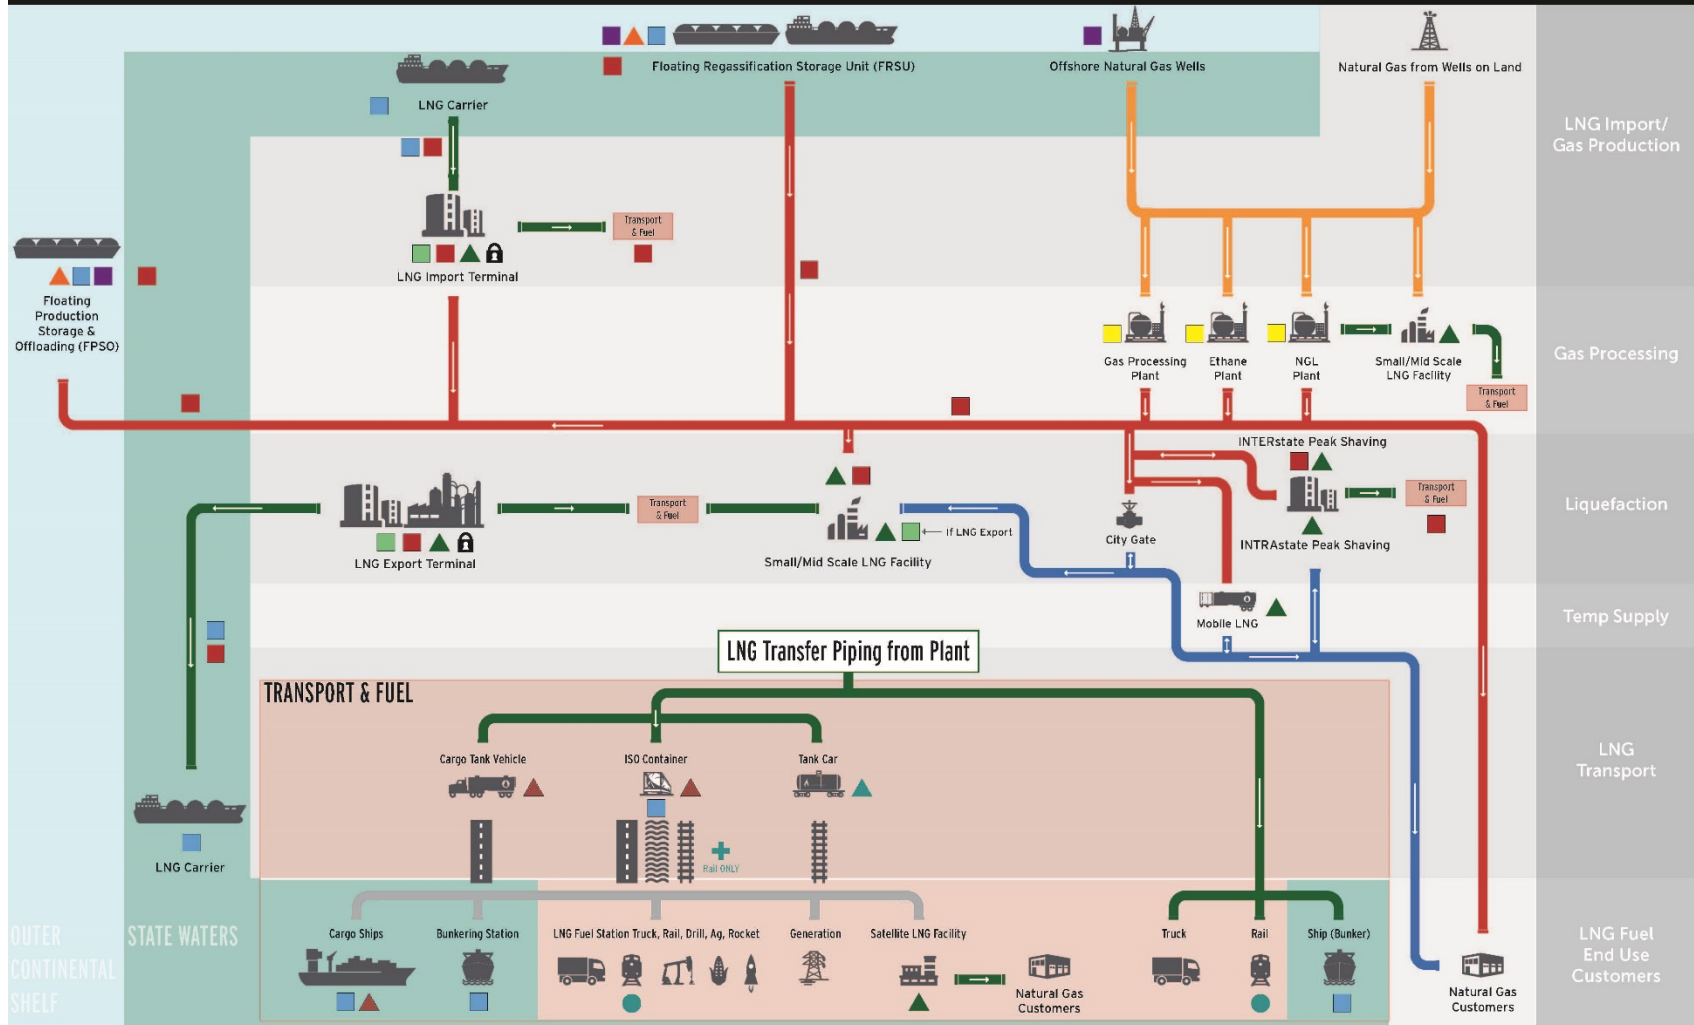 Floating Regassification Storage Unit (FRSU)
Offshore Natural Gas Wells
Natural Gas from Wells on Land
LNG Carrier
LNG Import/
Gas Production
Transport
& Fuel
LNG Import Terminal
Floating
Production
Storage &
Offloading (FPSO)
Gas Processing
Plant
Ethane
Plant
NGL
Plant
Small/Mid Scale
LNG Facility
Gas Processing
Transport
& Fuel
INTERstate Peak Shaving
Transport
& Fuel
Transport
& Fuel
Liquefaction
If LNG Export
City Gate
INTRAstate Peak Shaving
LNG Export Terminal
Small/Mid Scale LNG Facility
Mobile LNG
Temp Supply
LNG Transfer Piping from Plant
TRANSPORT & FUEL
Cargo Tank Vehicle
ISO Container
Tank Car
LNG
Transport
LNG Carrier
Rail ONLY
OUTER
CONTINENTAL
SHELF
STATE WATERS
Cargo Ships
Bunkering Station
LNG Fuel Station Truck, Rail, Drill, Ag, Rocket
Generation
Satellite LNG Facility
Truck
Rail
Ship (Bunker)
LNG Fuel
End Use
Customers
Natural Gas
Customers
Natural Gas
Customers